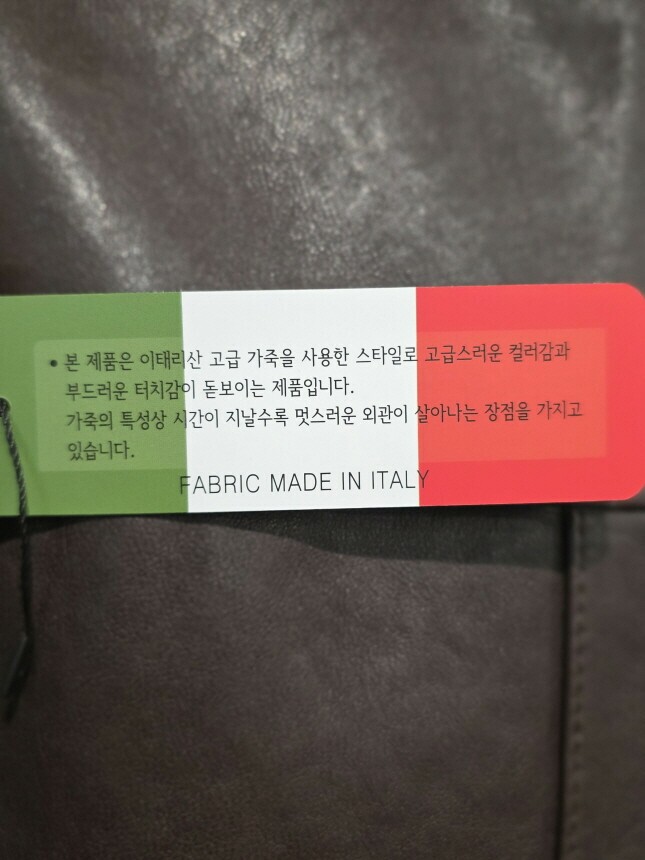 • 본 제품은 이태리산 고급 가죽을 사용한 스타일로 고급스러운 컬러감과
부드러운 터치감이 돋보이는 제품입니다.
가죽의 특성상 시간이 지날수록 멋스러운 외관이 살아나는 장점을 가지고
있습니다.
FABRIC MADE IN ITALY